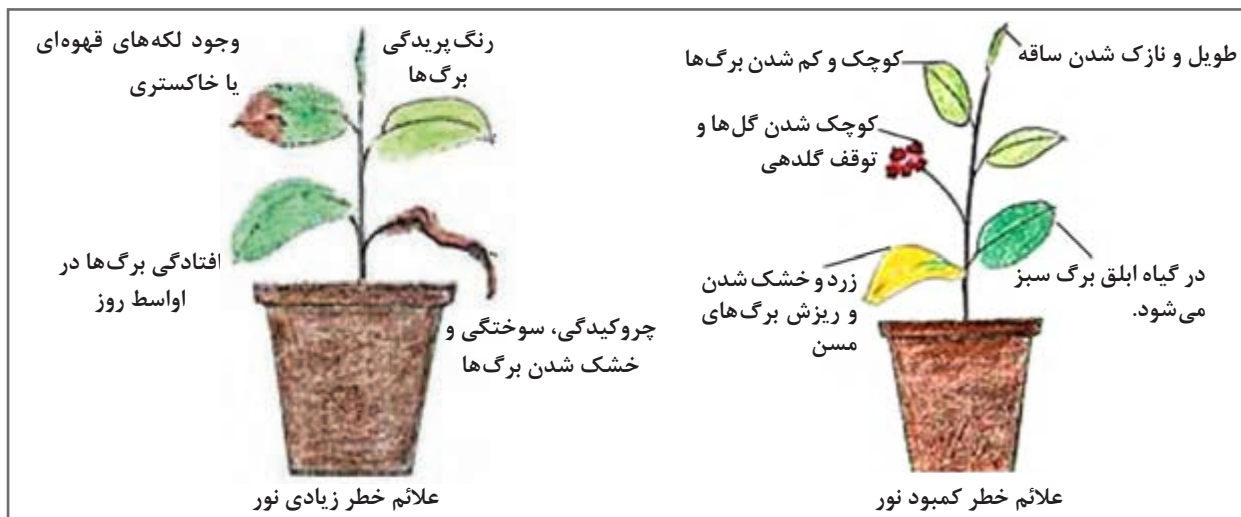 طویل و نازک شدن ساقه
کوچک و کم شدن برگ‌ها
کوچک شدن گل‌ها و
توقف گلدهی
در گیاه ابلق برگ سبز
می‌شود.
زرد و خشک شدن
و ریزش برگ‌های
مسن
علائم خطر کمبود نور
رنگ‌پریدگی
برگ‌ها
وجود لکه‌های قهوه‌ای
یا خاکستری
افتادگی برگ‌ها در
اواسط روز
چروکیدگی، سوختگی و
خشک شدن برگ‌ها
علائم خطر زیادی نور